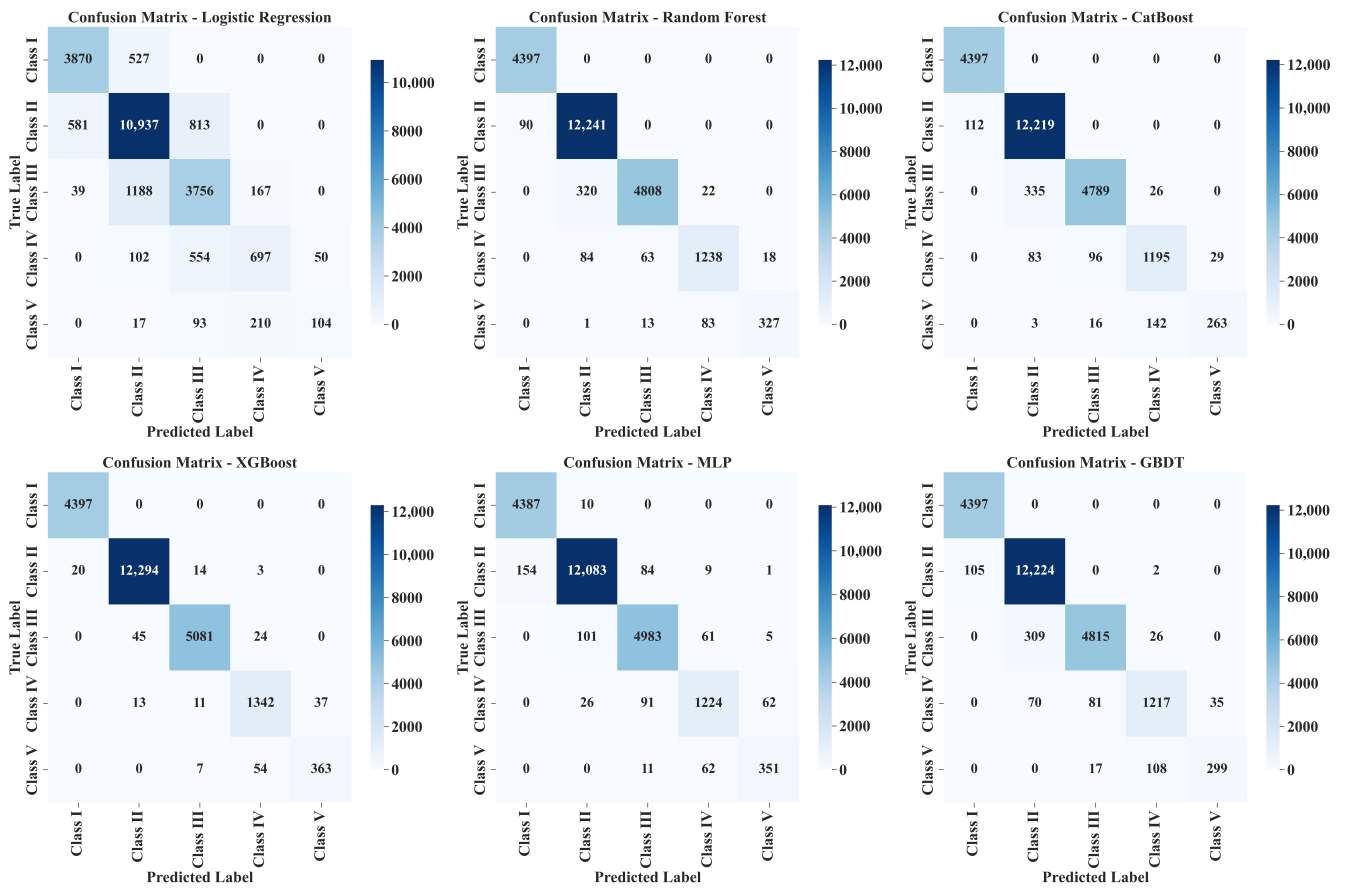 Confusion Matrix - Logistic Regression
True Label
Class I 3870 527 0 0 0
Class II 581 10,937 813 0 0
Class III 39 1188 3756 167 0
Class IV 0 102 554 697 50
Class V 0 17 93 210 104
Class I Class II Class III Class IV Class V
Predicted Label
10,000
8000
6000
4000
2000
0
Confusion Matrix - Random Forest
True Label
Class I 4397 0 0 0 0
Class II 90 12,241 0 0 0
Class III 0 320 4808 22 0
Class IV 0 84 63 1238 18
Class V 0 1 13 83 327
Class I Class II Class III Class IV Class V
Predicted Label
12,000
10,000
8000
6000
4000
2000
0
Confusion Matrix - CatBoost
True Label
Class I 4397 0 0 0 0
Class II 112 12,219 0 0 0
Class III 0 335 4789 26 0
Class IV 0 83 96 1195 29
Class V 0 3 16 142 263
Class I Class II Class III Class IV Class V
Predicted Label
12,000
10,000
8000
6000
4000
2000
0
Confusion Matrix - XGBoost
True Label
Class I 4397 0 0 0 0
Class II 20 12,294 14 3 0
Class III 0 45 5081 24 0
Class IV 0 13 11 1342 37
Class V 0 0 7 54 363
Class I Class II Class III Class IV Class V
Predicted Label
12,000
10,000
8000
6000
4000
2000
0
Confusion Matrix - MLP
True Label
Class I 4387 10 0 0 0
Class II 154 12,083 84 9 1
Class III 0 101 4983 61 5
Class IV 0 26 91 1224 62
Class V 0 0 11 62 351
Class I Class II Class III Class IV Class V
Predicted Label
12,000
10,000
8000
6000
4000
2000
0
Confusion Matrix - GBDT
True Label
Class I 4397 0 0 0 0
Class II 105 12,224 0 2 0
Class III 0 309 4815 26 0
Class IV 0 70 81 1217 35
Class V 0 0 17 108 299
Class I Class II Class III Class IV Class V
Predicted Label
12,000
10,000
8000
6000
4000
2000
0